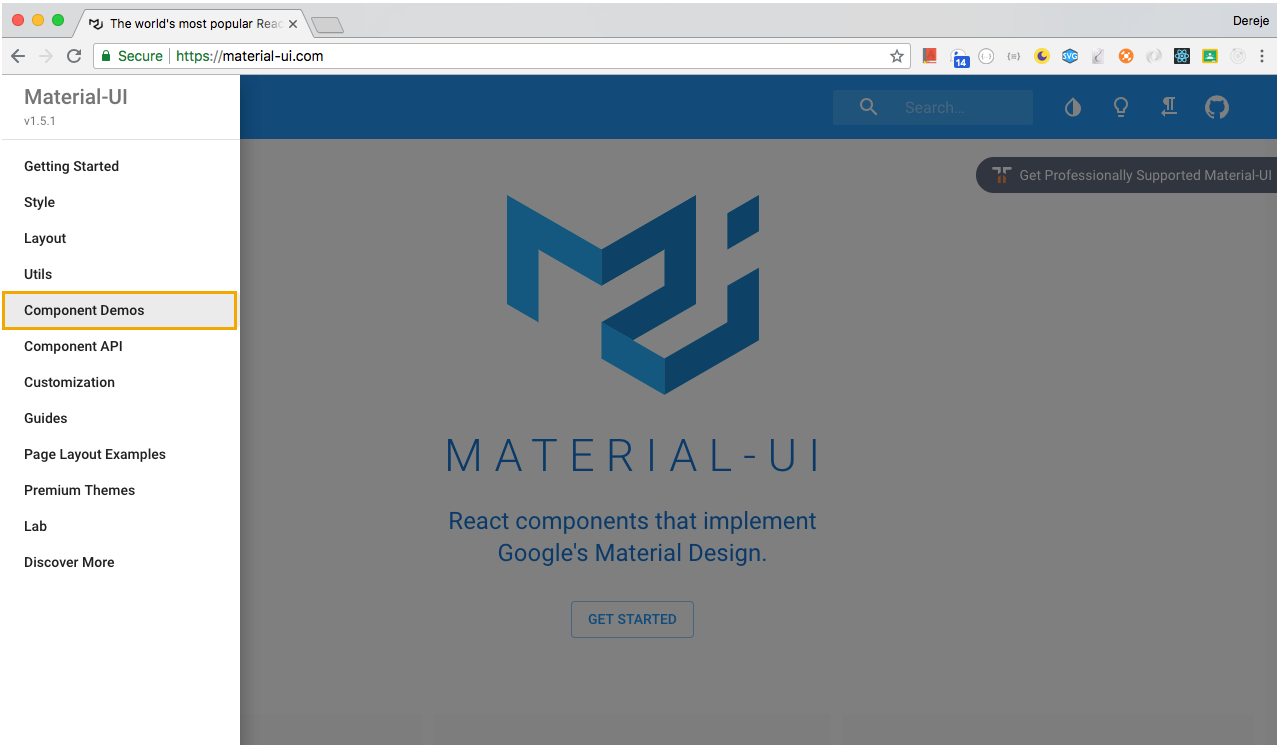 The world's most popular Reac
Dereje
Secure
https://material-ui.com
14
{≡}
SVG
Material-UI
v1.5.1
Search...
Getting Started
Style
Layout
Utils
Component Demos
Component API
Customization
Guides
Page Layout Examples
Premium Themes
Lab
Discover More
Get Professionally Supported Material-UI
MATERIAL-UI
React components that implement
Google's Material Design.
GET STARTED